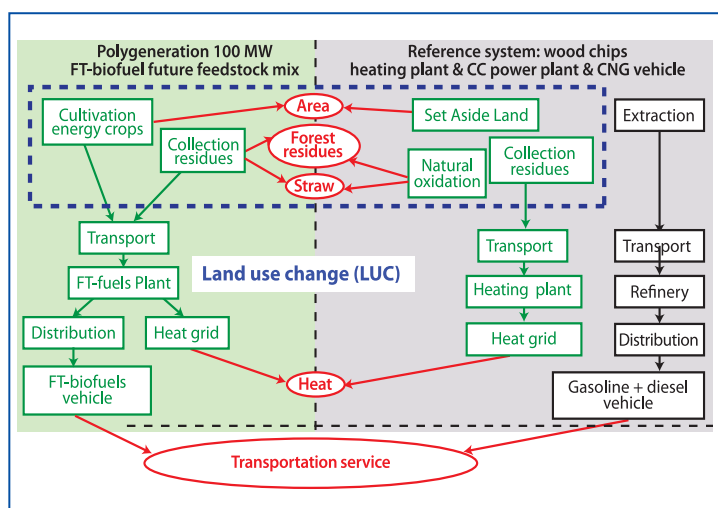 Polygeneration 100 MW
FT-biofuel future feedstock mix
Reference system: wood chips
heating plant & CC power plant & CNG vehicle
Cultivation
energy crops
Collection
residues
Area
Forest
residues
Straw
Set Aside Land
Natural
oxidation
Collection
residues
Extraction
Transport
Transport
Transport
Land use change (LUC)
FT-fuels Plant
Heating plant
Refinery
Distribution
Heat grid
Heat grid
Distribution
FT-biofuels
vehicle
Heat
Gasoline + diesel
vehicle
Transportation service